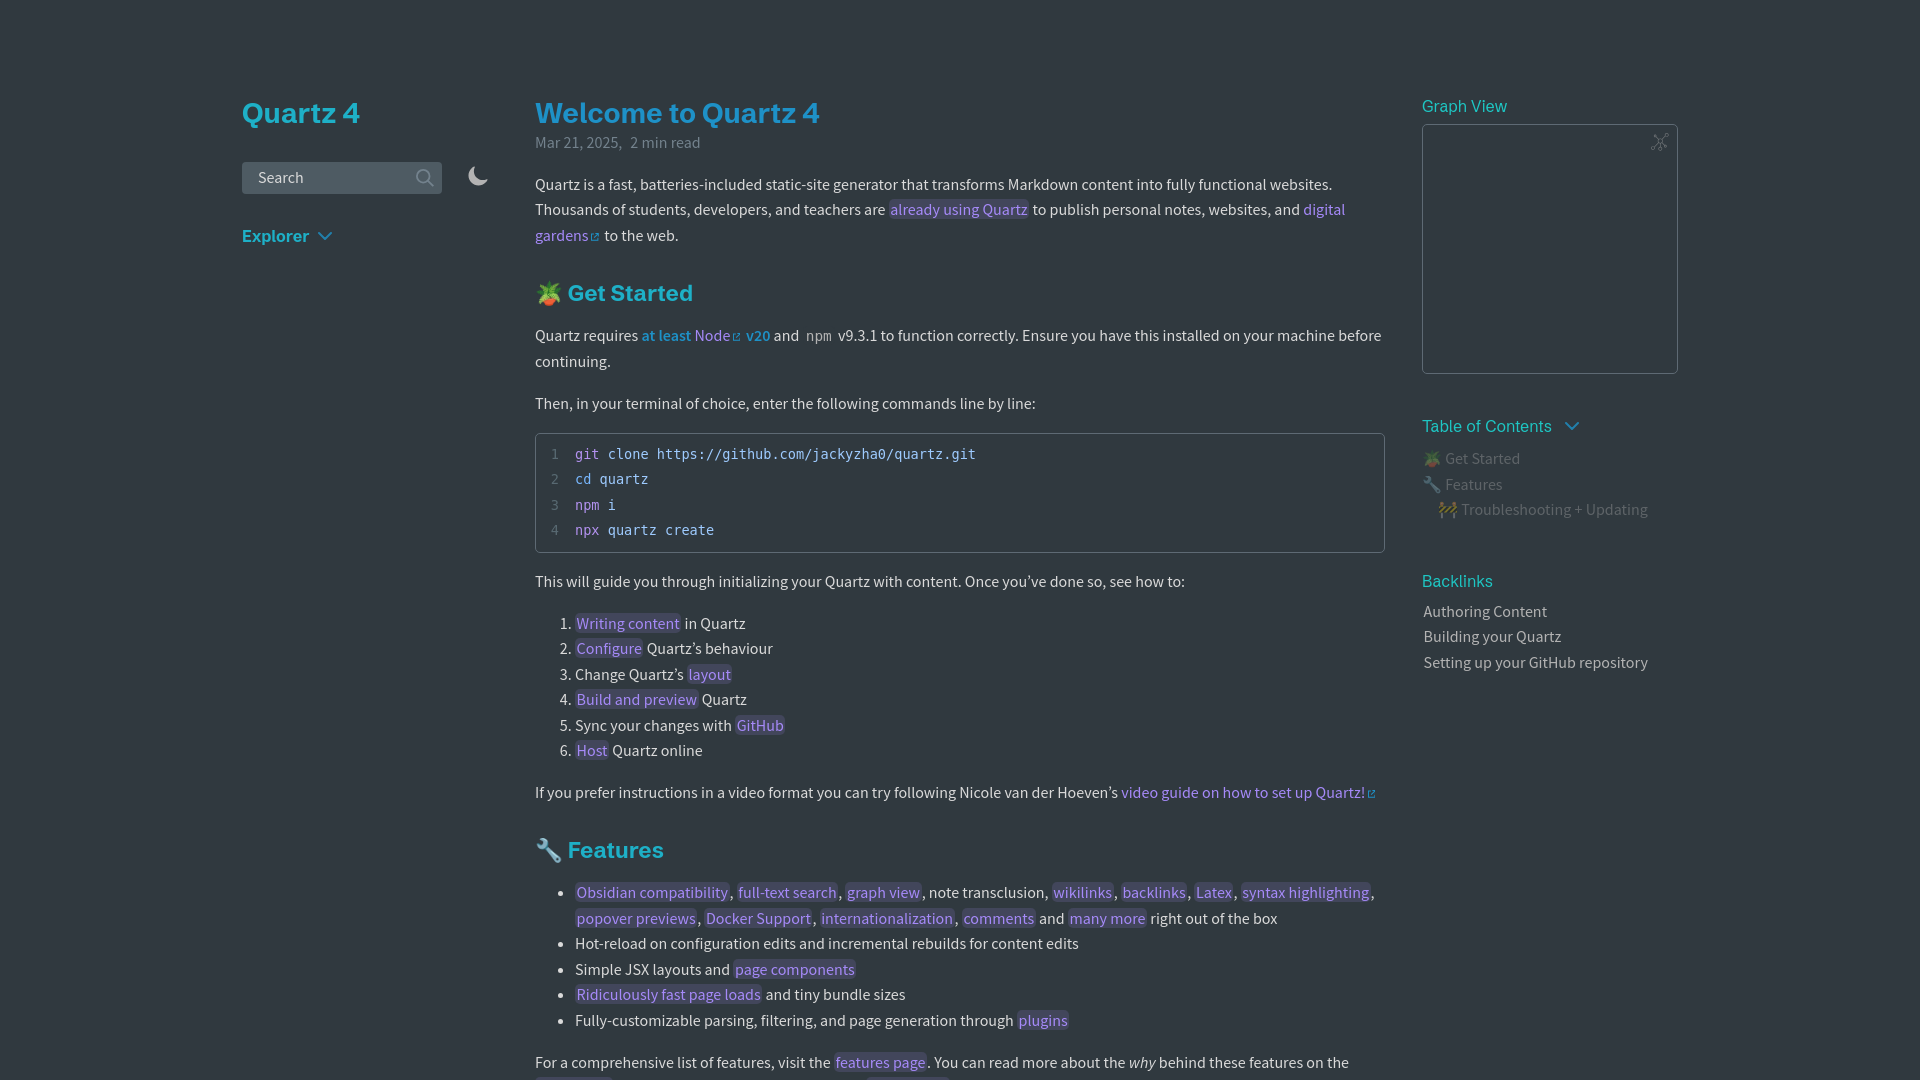 Quartz 4
Search
Explorer
Welcome to Quartz 4
Mar 21, 2025, 2 min read
Quartz is a fast, batteries-included static-site generator that transforms Markdown content into fully functional websites.
Thousands of students, developers, and teachers are already using Quartz to publish personal notes, websites, and digital
gardens to the web.
🪴 Get Started
Quartz requires at least Node v20 and npm v9.3.1 to function correctly. Ensure you have this installed on your machine before
continuing.
Then, in your terminal of choice, enter the following commands line by line:
1 git clone https://github.com/jackyzha0/quartz.git
2 cd quartz
3 npm i
4 npx quartz create
This will guide you through initializing your Quartz with content. Once you’ve done so, see how to:
1. Writing content in Quartz
2. Configure Quartz’s behaviour
3. Change Quartz’s layout
4. Build and preview Quartz
5. Sync your changes with GitHub
6. Host Quartz online
If you prefer instructions in a video format you can try following Nicole van der Hoeven’s video guide on how to set up Quartz!
🔧 Features
• Obsidian compatibility, full-text search, graph view, note transclusion, wikilinks, backlinks, Latex, syntax highlighting,
popover previews, Docker Support, internationalization, comments and many more right out of the box
• Hot-reload on configuration edits and incremental rebuilds for content edits
• Simple JSX layouts and page components
• Ridiculously fast page loads and tiny bundle sizes
• Fully-customizable parsing, filtering, and page generation through plugins
For a comprehensive list of features, visit the features page. You can read more about the why behind these features on the
Graph View
Table of Contents
🪴 Get Started
🔧 Features
🚧 Troubleshooting + Updating
Backlinks
Authoring Content
Building your Quartz
Setting up your GitHub repository